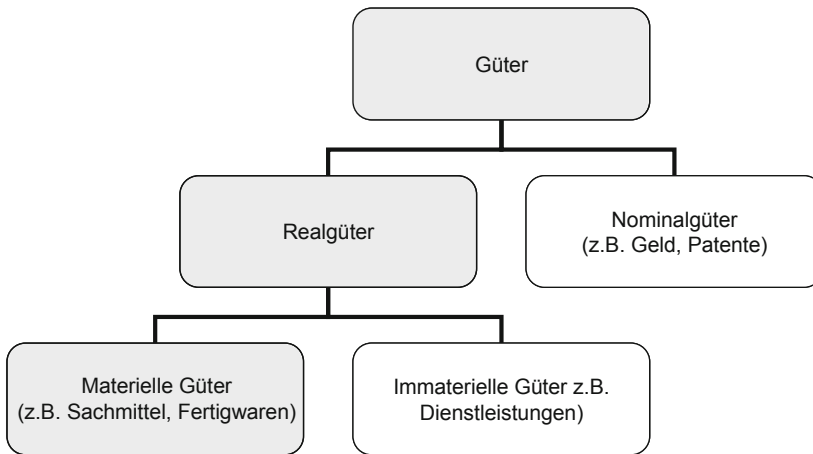 Güter
Realgüter
Nominalgüter
(z.B. Geld, Patente)
Materielle Güter
(z.B. Sachmittel, Fertigwaren)
Immaterielle Güter z.B.
Dienstleistungen)